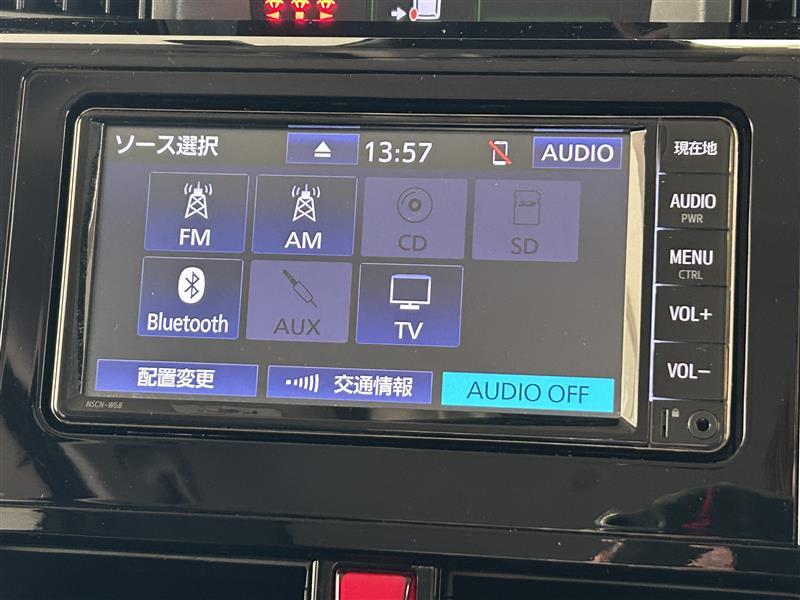 ソース選択 13:57 AUDIO
FM AM CD SD
Bluetooth AUX TV
配置変更 交通情報 AUDIO OFF
NSCN-W68
現在地
AUDIO
PWR
MENU
CTRL
VOL+
VOL-